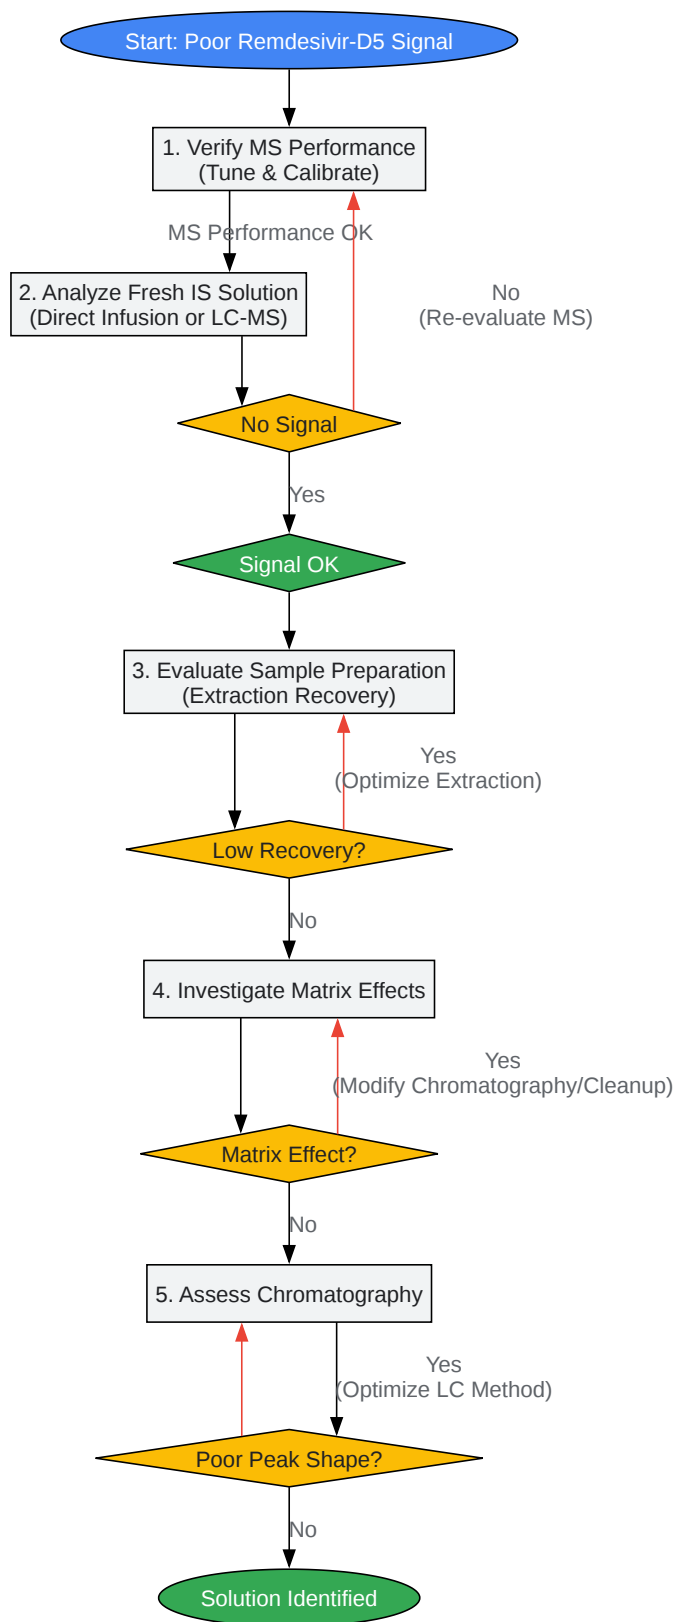 Start: Poor Remdesivir-D5 Signal
1. Verify MS Performance
(Tune & Calibrate)
MS Performance OK
2. Analyze Fresh IS Solution
(Direct Infusion or LC-MS)
No
(Re-evaluate MS)
No Signal
Yes
Signal OK
3. Evaluate Sample Preparation
(Extraction Recovery)
Yes
(Optimize Extraction)
Low Recovery?
No
4. Investigate Matrix Effects
Yes
(Modify Chromatography/Cleanup)
Matrix Effect?
No
5. Assess Chromatography
Yes
(Optimize LC Method)
Poor Peak Shape?
No
Solution Identified